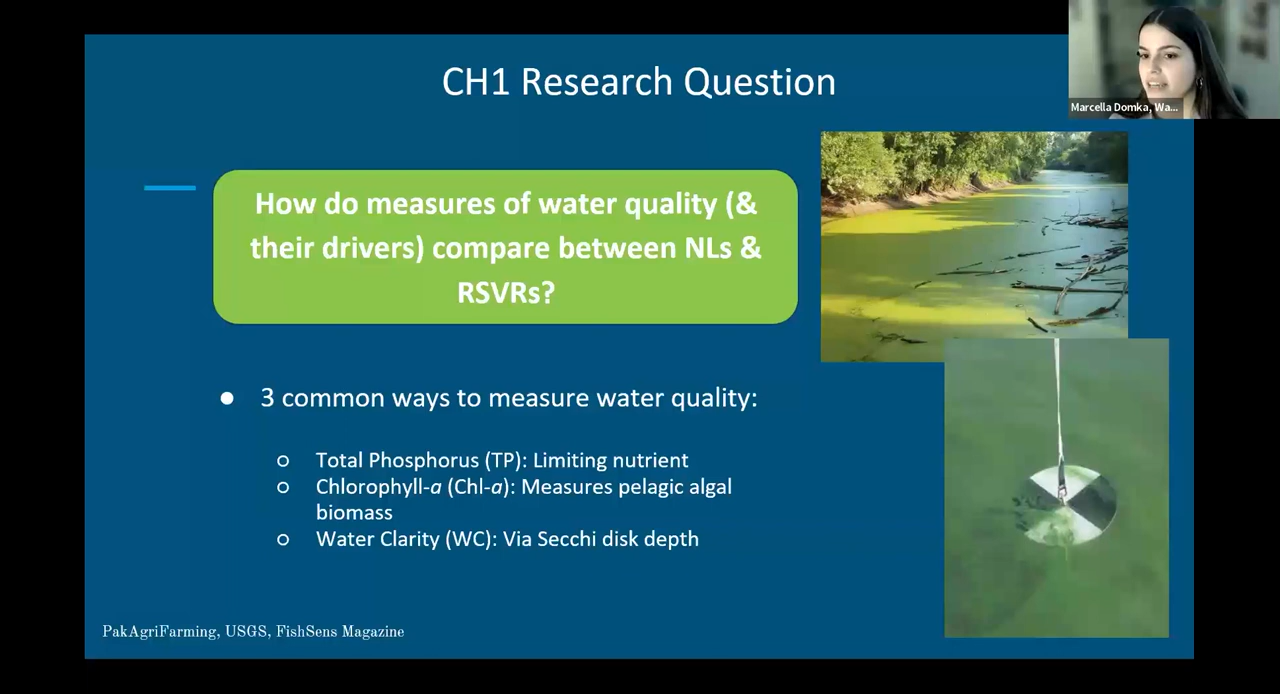 CH1 Research Question
Marcella Domka, Wa...
How do measures of water quality (&
their drivers) compare between NLs &
RSVRs?
● 3 common ways to measure water quality:
○ Total Phosphorus (TP): Limiting nutrient
○ Chlorophyll-a (Chl-a): Measures pelagic algal
biomass
○ Water Clarity (WC): Via Secchi disk depth
PakAgriFarming, USGS, FishSens Magazine